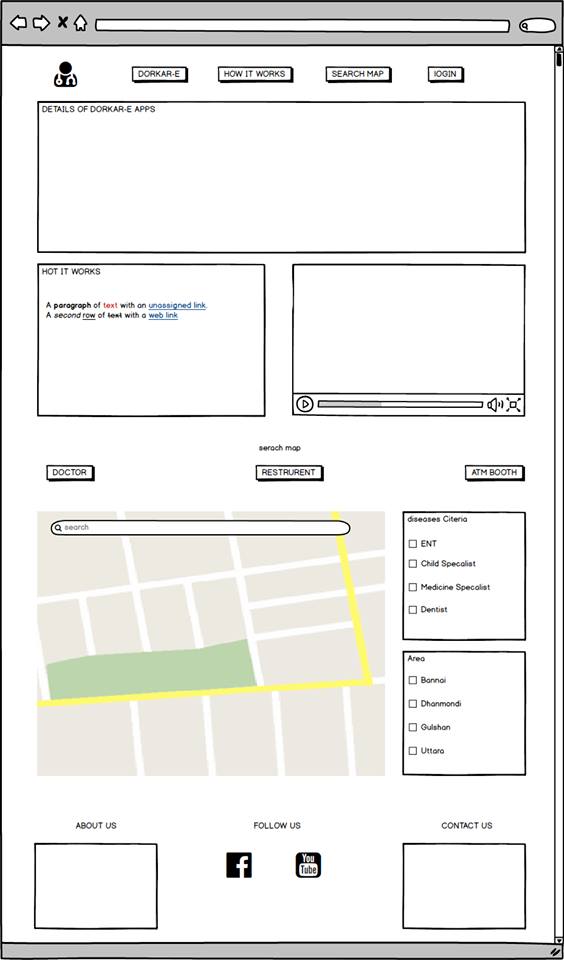 DORKAR-E
HOW IT WORKS
SEARCH MAP
lOGIN
DETAILS OF DORKAR-E APPS
HOT IT WORKS
A paragraph of text with an unassigned link.
A second row of text with a web link
serach map
DOCTOR
RESTRURENT
ATM BOOTH
search
diseases Citeria
ENT
Child Specalist
Medicine Specalist
Dentist
Area
Bannai
Dhanmondi
Gulshan
Uttara
ABOUT US
FOLLOW US
CONTACT US
You
Tube